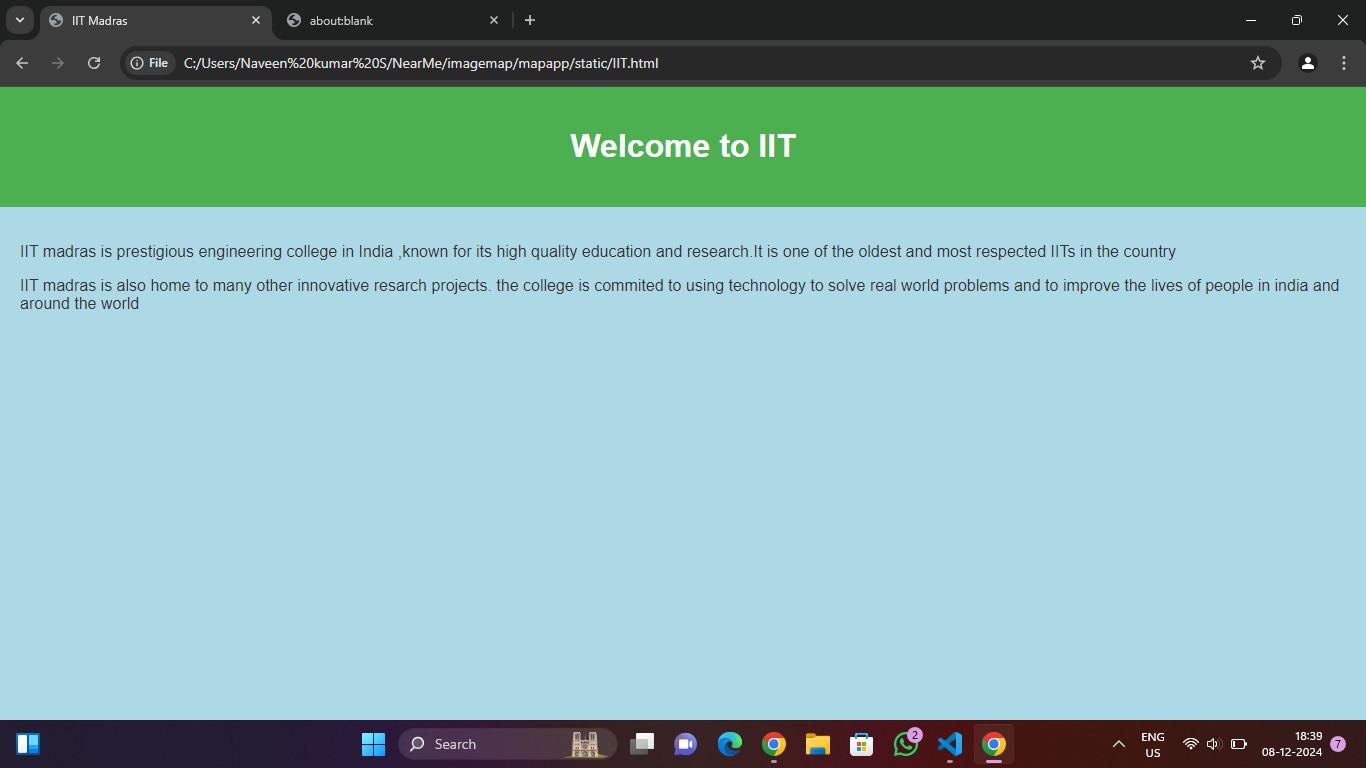 IIT Madras
about:blank
File
C:/Users/Naveen%20kumar%20S/NearMe/imagemap/mapapp/static/IIT.html
Welcome to IIT
IIT madras is prestigious engineering college in India ,known for its high quality education and research.It is one of the oldest and most respected IITs in the country
IIT madras is also home to many other innovative resarch projects. the college is commited to using technology to solve real world problems and to improve the lives of people in india and
around the world
Search
2
ENG
US
18:39
08-12-2024
7